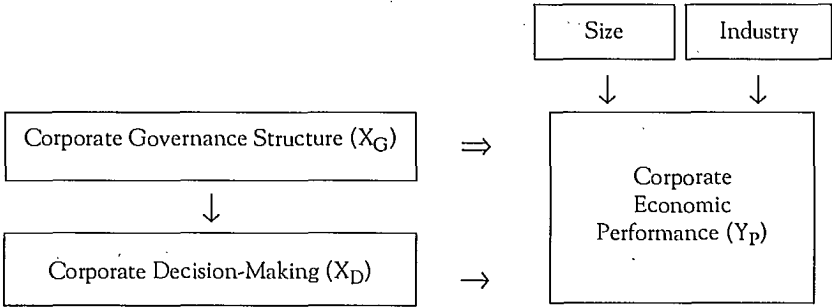 Size
Industry
Corporate Governance Structure (X_G)
Corporate
Economic
Performance (Y_P)
Corporate Decision-Making (X_D)